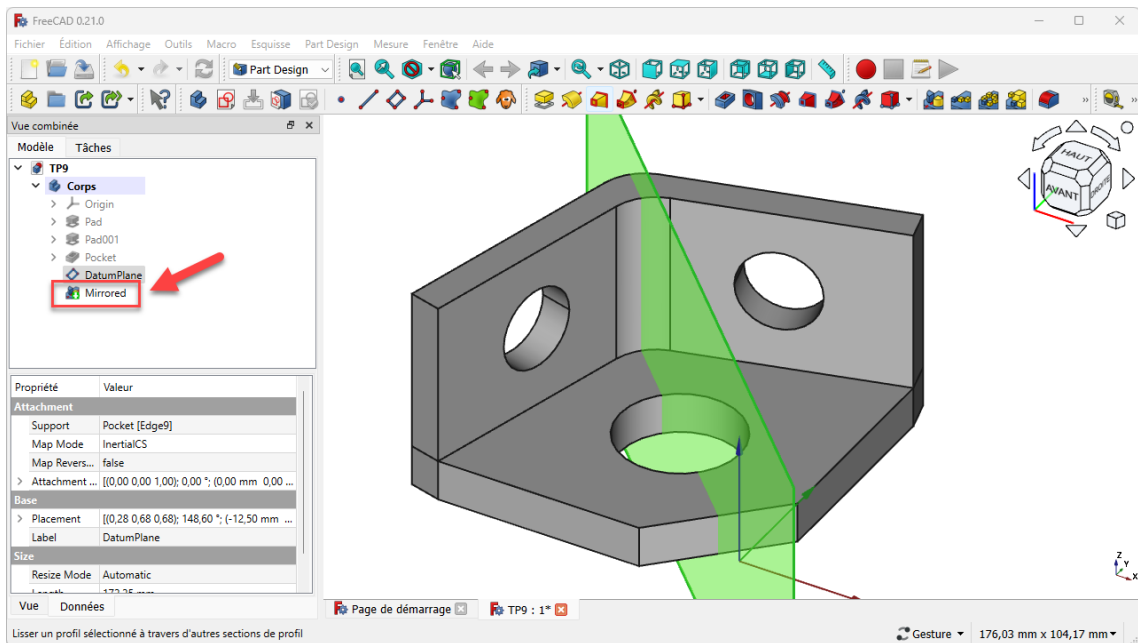 FreeCAD 0.21.0
Fichier Édition Affichage Outils Macro Esquisse Part Design Mesure Fenêtre Aide
Part Design
Vue combinée
Modèle Tâches
TP9
Corps
Origin
Pad
Pad001
Pocket
DatumPlane
Mirrored
HAUT
AVANT
DROITE
Propriété Valeur
Attachment
Support Pocket [Edge9]
Map Mode InertialCS
Map Revers... false
Attachment ... [(0,00 0,00 1,00); 0,00 °; (0,00 mm 0,00 ...
Base
Placement [(0,28 0,68 0,68); 148,60 °; (-12,50 mm ...
Label DatumPlane
Size
Resize Mode Automatic
Z
Y
X
Vue Données
Page de démarrage
TP9 : 1*
Lisser un profil sélectionné à travers d'autres sections de profil
Gesture
176,03 mm x 104,17 mm